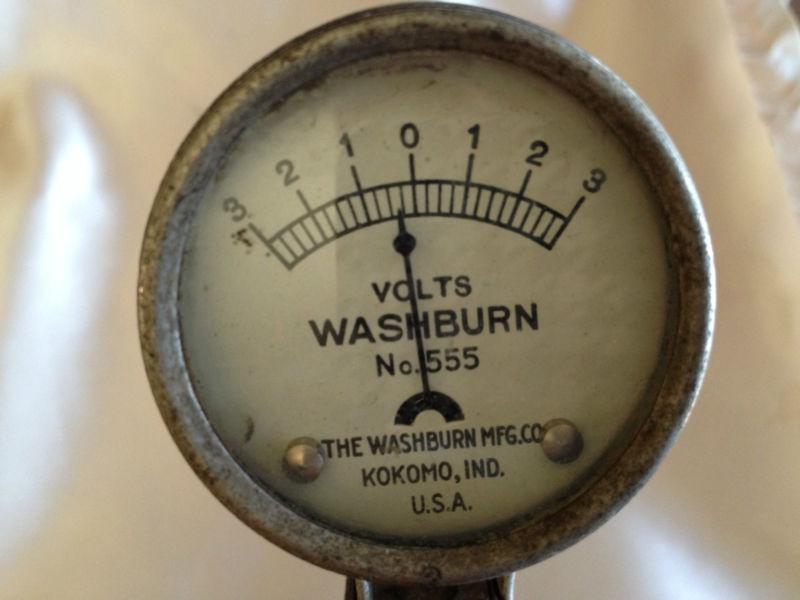 3 2 1 0 1 2 3
VOLTS
WASHBURN
No. 555
THE WASHBURN MFG.CO
KOKOMO, IND.
U.S.A.